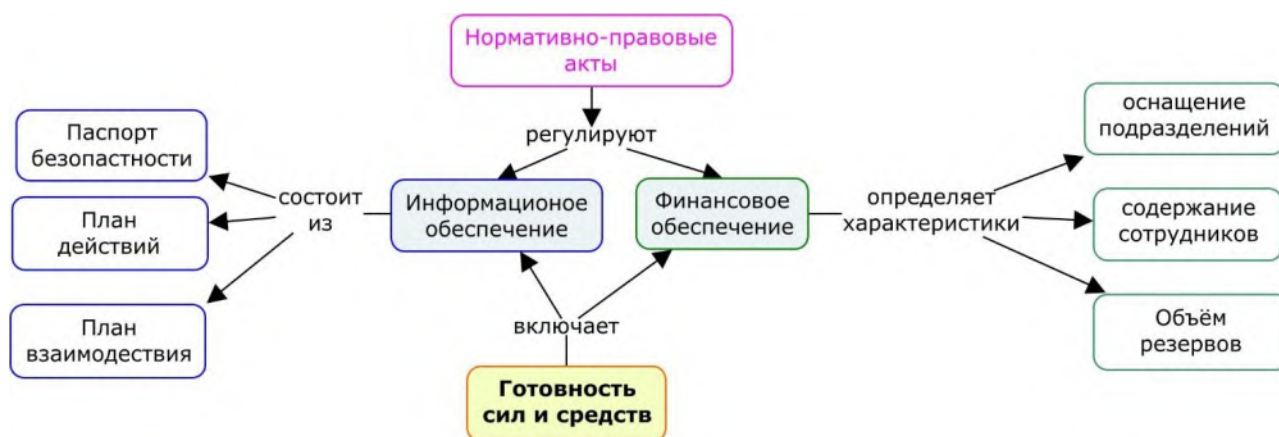 Нормативно-правовые
акты
регулируют
Паспорт
безопастности
План
действий
План
взаимодествия
состоит
из
Информационое
обеспечение
Финансовое
обеспечение
определяет
характеристики
оснащение
подразделений
содержание
сотрудников
Объём
резервов
включает
Готовность
сил и средств